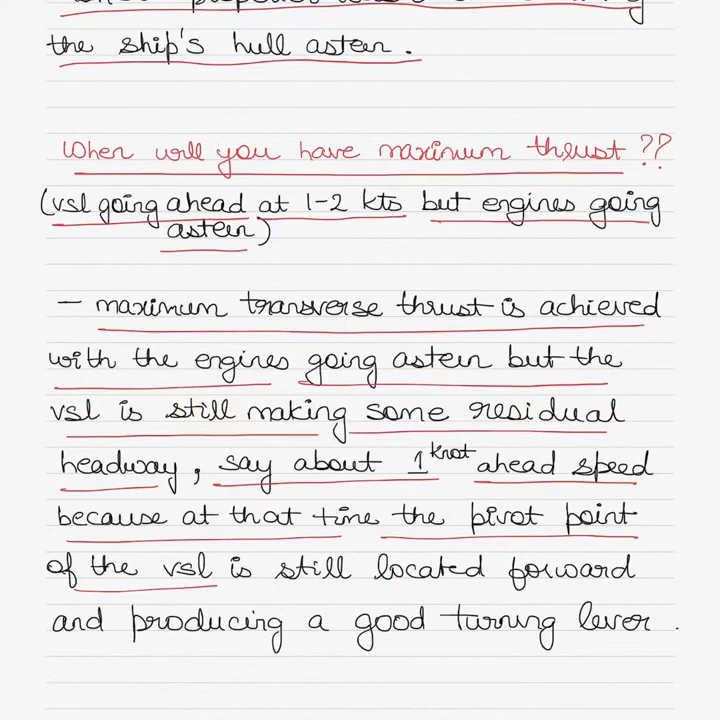 the ship's hull astern.
When will you have maximum thrust ??
(vsl going ahead at 1-2 kts but engines going
astern)
- maximum transverse thrust is achieved
with the engines going astern but the
vsl is still making some residual
headway, say about 1 knot ahead speed
because at that time the pivot point
of the vsl is still located forward
and producing a good turning lever.